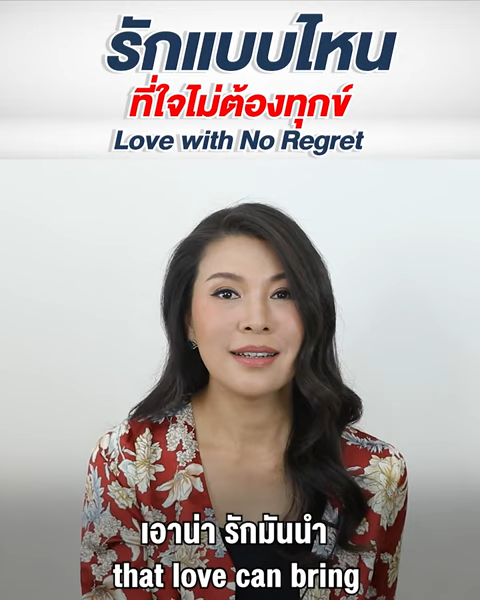 รักแบบไหน
ที่ใจไม่ต้องทุกข์
Love with No Regret
เอาน่า รักมันนำ
that love can bring